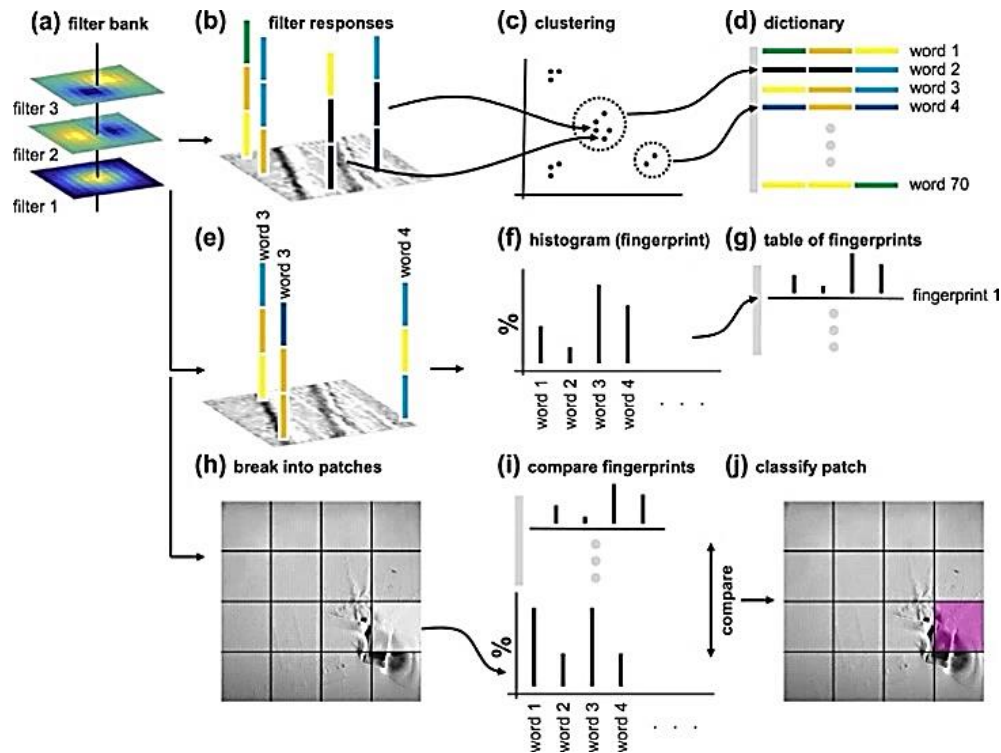 (a) filter bank
filter 3
filter 2
filter 1
(b) filter responses
(c) clustering
(d) dictionary
word 1
word 2
word 3
word 4
word 70
(e)
word 3
word 3
word 4
(f) histogram (fingerprint)
%
word 1
word 2
word 3
word 4
. . .
(g) table of fingerprints
fingerprint 1
(h) break into patches
(i) compare fingerprints
compare
%
word 1
word 2
word 3
word 4
. . .
(j) classify patch